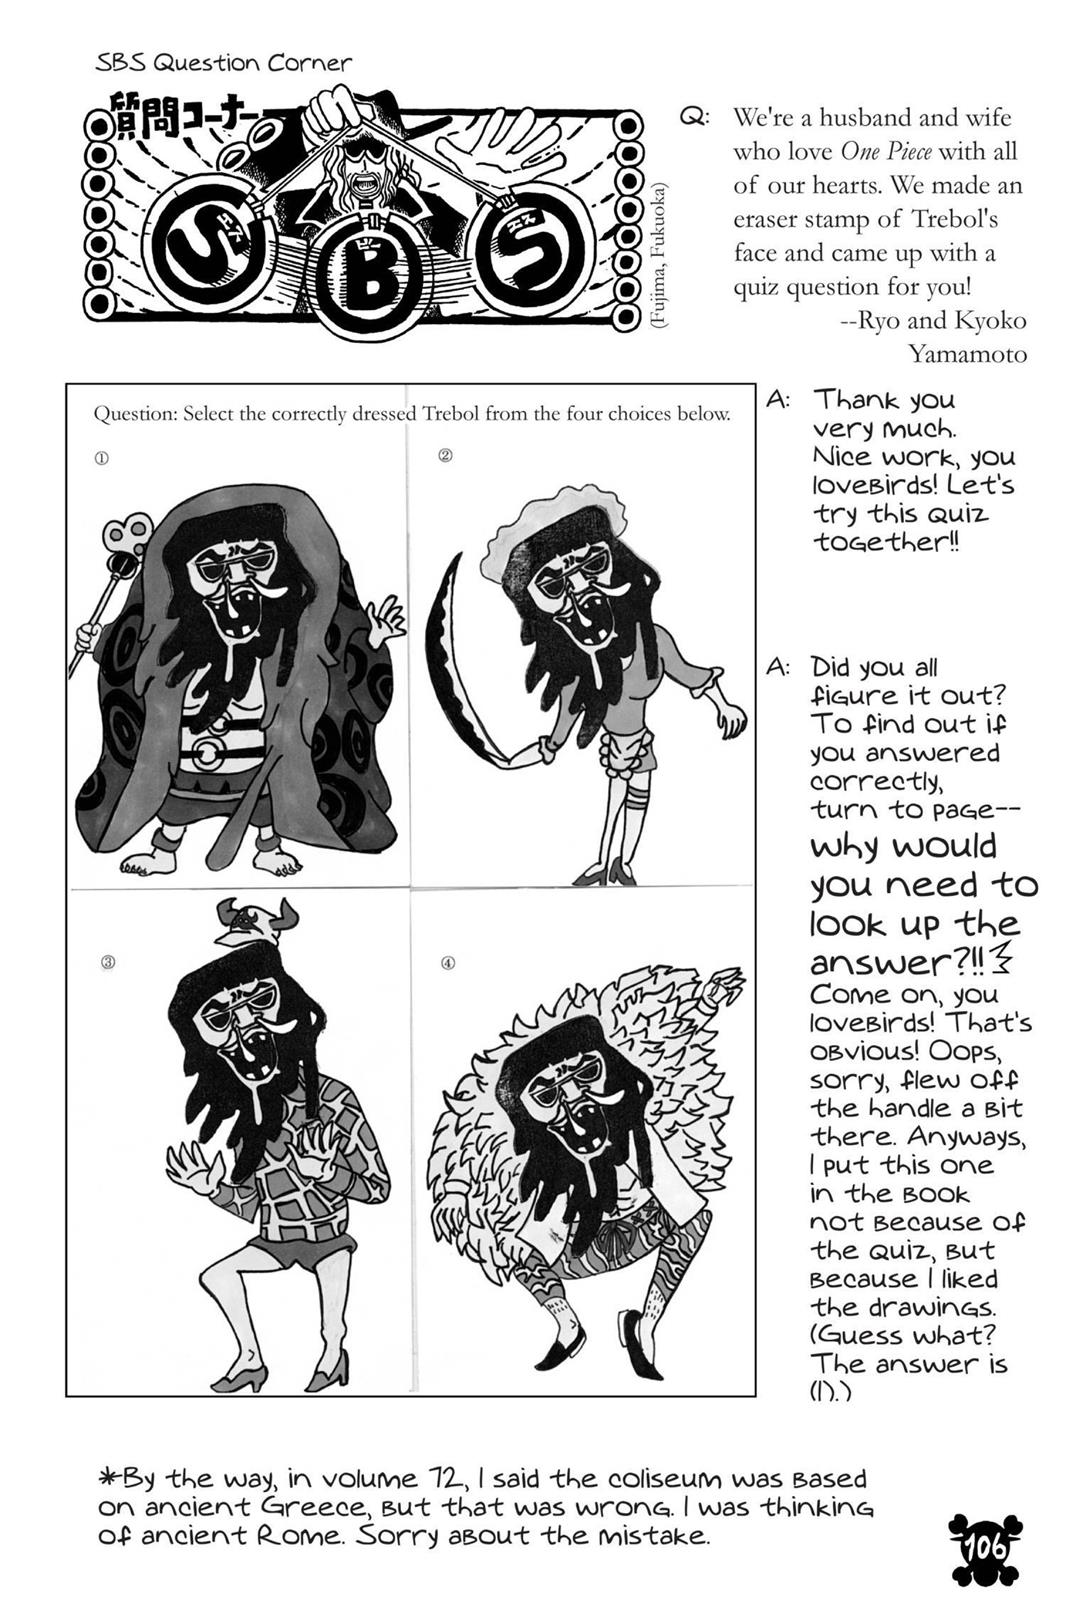 SBS Question Corner
質問コーナー
S エス
B ビー
S エス
(Fujima, Fukuoka)
Q: We're a husband and wife
who love One Piece with all
of our hearts. We made an
eraser stamp of Trebol's
face and came up with a
quiz question for you!
--Ryo and Kyoko
Yamamoto
Question: Select the correctly dressed Trebol from the four choices below.
①
②
③
④
A: Thank you
very much.
Nice work, you
lovebirds! Let's
try this quiz
together!!
A: Did you all
figure it out?
To find out if
you answered
correctly,
turn to page--
why would
you need to
look up the
answer?!!
Come on, you
lovebirds! That's
obvious! Oops,
sorry, flew off
the handle a bit
there. Anyways,
I put this one
in the book
not because of
the quiz, but
because I liked
the drawings.
(Guess what?
The answer is
(1).)
*By the way, in volume 72, I said the coliseum was based
on ancient Greece, but that was wrong. I was thinking
of ancient Rome. Sorry about the mistake.
106